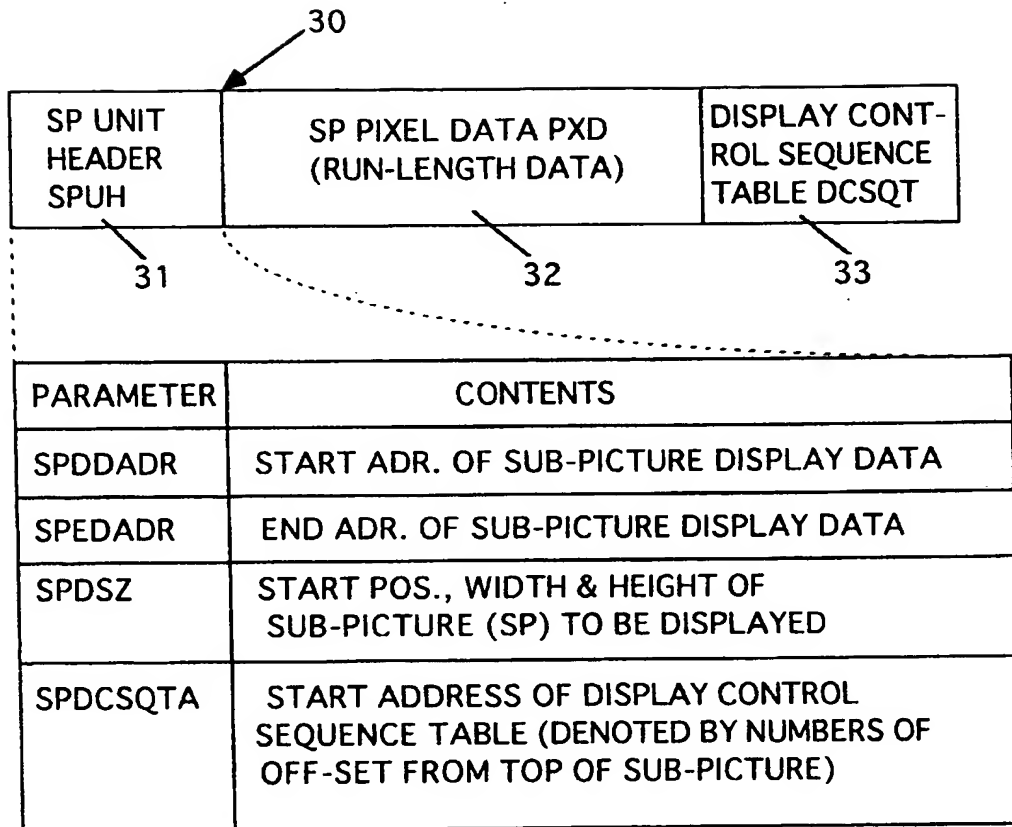 30
SP UNIT
HEADER
SPUH
SP PIXEL DATA PXD
(RUN-LENGTH DATA)
DISPLAY CONT-
ROL SEQUENCE
TABLE DCSQT
31
32
33
PARAMETER CONTENTS
SPDDADR START ADR. OF SUB-PICTURE DISPLAY DATA
SPEDADR END ADR. OF SUB-PICTURE DISPLAY DATA
SPDSZ START POS., WIDTH & HEIGHT OF
SUB-PICTURE (SP) TO BE DISPLAYED
SPDCSQTA START ADDRESS OF DISPLAY CONTROL
SEQUENCE TABLE (DENOTED BY NUMBERS OF
OFF-SET FROM TOP OF SUB-PICTURE)